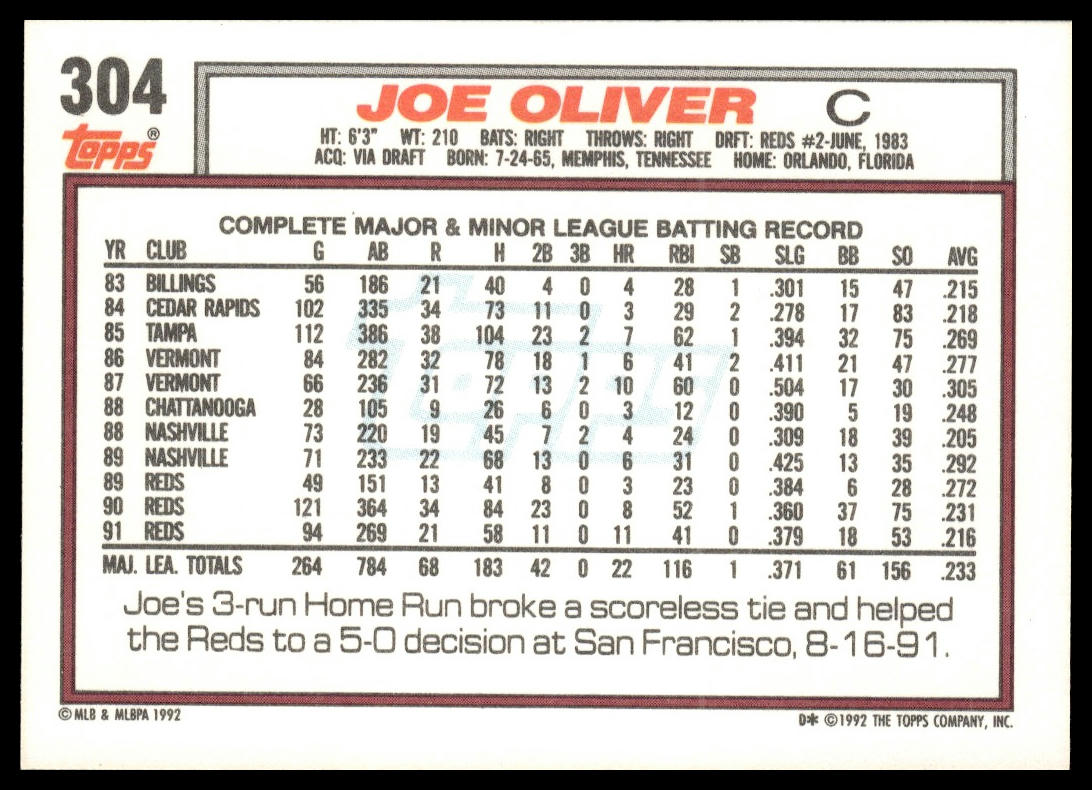 304
Topps®
JOE OLIVER C
HT: 6'3" WT: 210 BATS: RIGHT THROWS: RIGHT DRFT: REDS #2-JUNE, 1983
ACQ: VIA DRAFT BORN: 7-24-65, MEMPHIS, TENNESSEE HOME: ORLANDO, FLORIDA
COMPLETE MAJOR & MINOR LEAGUE BATTING RECORD
YR CLUB G AB R H 2B 3B HR RBI SB SLG BB SO AVG
83 BILLINGS 56 186 21 40 4 0 4 28 1 .301 15 47 .215
84 CEDAR RAPIDS 102 335 34 73 11 0 3 29 2 .278 17 83 .218
85 TAMPA 112 386 38 104 23 2 7 62 1 .394 32 75 .269
86 VERMONT 84 282 32 78 18 1 6 41 2 .411 21 47 .277
87 VERMONT 66 236 31 72 13 2 10 60 0 .504 17 30 .305
88 CHATTANOOGA 28 105 9 26 6 0 3 12 0 .390 5 19 .248
88 NASHVILLE 73 220 19 45 7 2 4 24 0 .309 18 39 .205
89 NASHVILLE 71 233 22 68 13 0 6 31 0 .425 13 35 .292
89 REDS 49 151 13 41 8 0 3 23 0 .384 6 28 .272
90 REDS 121 364 34 84 23 0 8 52 1 .360 37 75 .231
91 REDS 94 269 21 58 11 0 11 41 0 .379 18 53 .216
MAJ. LEA. TOTALS 264 784 68 183 42 0 22 116 1 .371 61 156 .233
Topps
Joe's 3-run Home Run broke a scoreless tie and helped
the Reds to a 5-0 decision at San Francisco, 8-16-91.
© MLB & MLBPA 1992
D* © 1992 THE TOPPS COMPANY, INC.